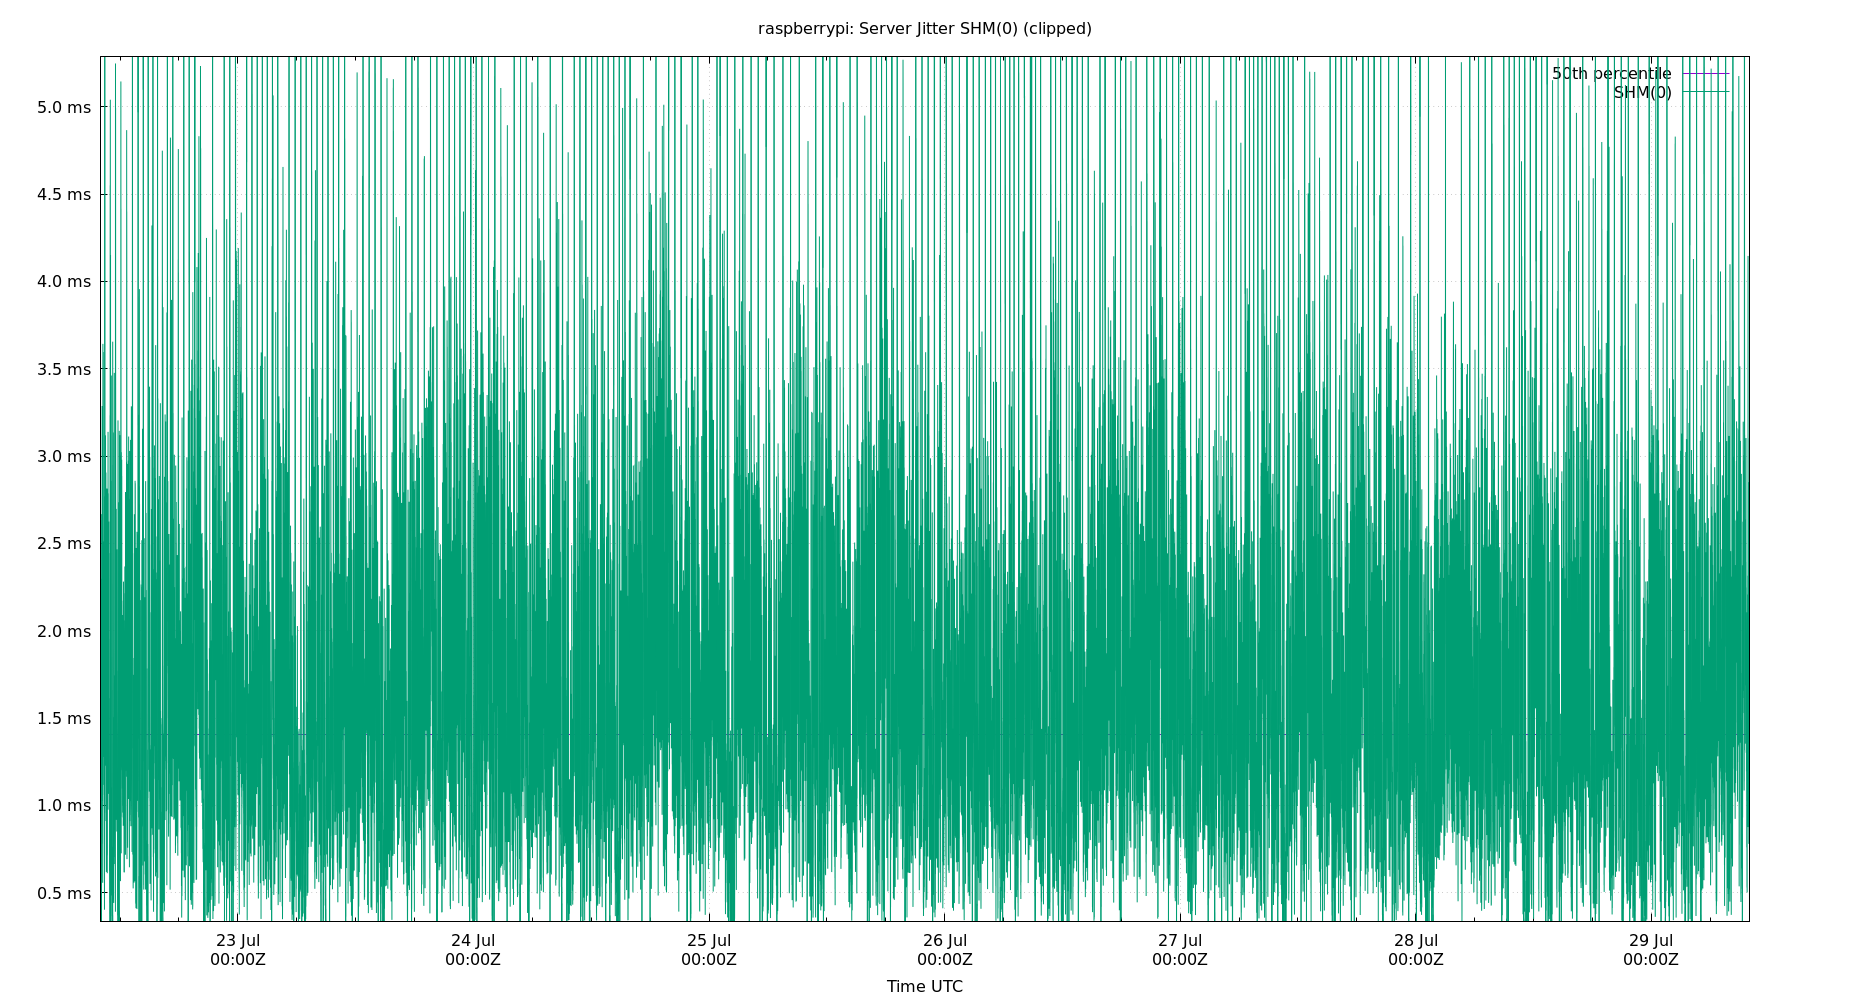 raspberrypi: Server Jitter SHM(0) (clipped)
50th percentile
SHM(0)
5.0 ms
4.5 ms
4.0 ms
3.5 ms
3.0 ms
2.5 ms
2.0 ms
1.5 ms
1.0 ms
0.5 ms
23 Jul 24 Jul 25 Jul 26 Jul 27 Jul 28 Jul 29 Jul
00:00Z 00:00Z 00:00Z 00:00Z 00:00Z 00:00Z 00:00Z
Time UTC